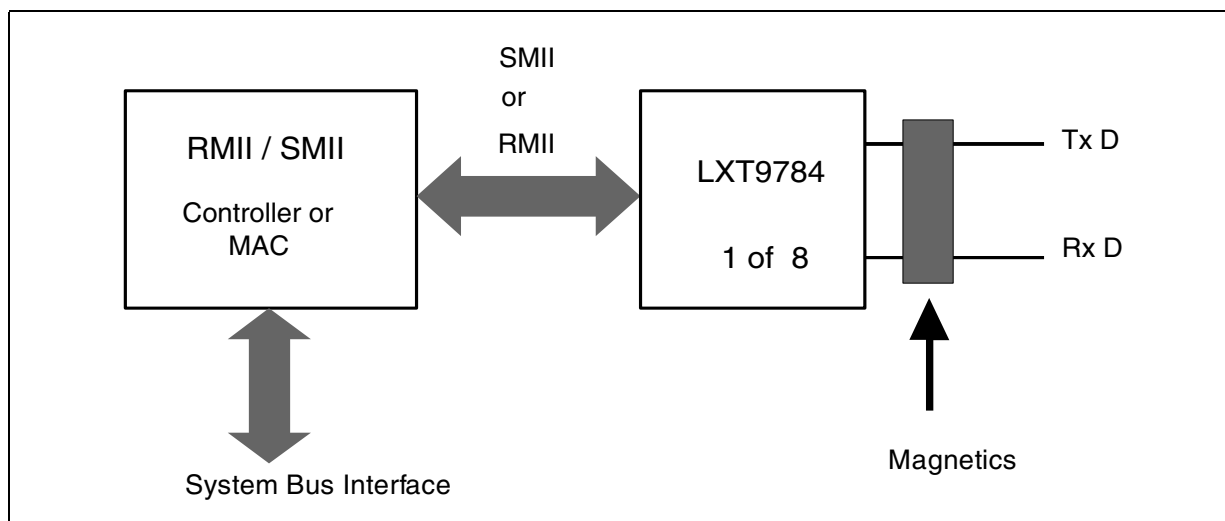 SMII
or
RMII
RMII / SMII
Controller or
MAC
LXT9784
1 of 8
Tx D
Rx D
Magnetics
System Bus Interface